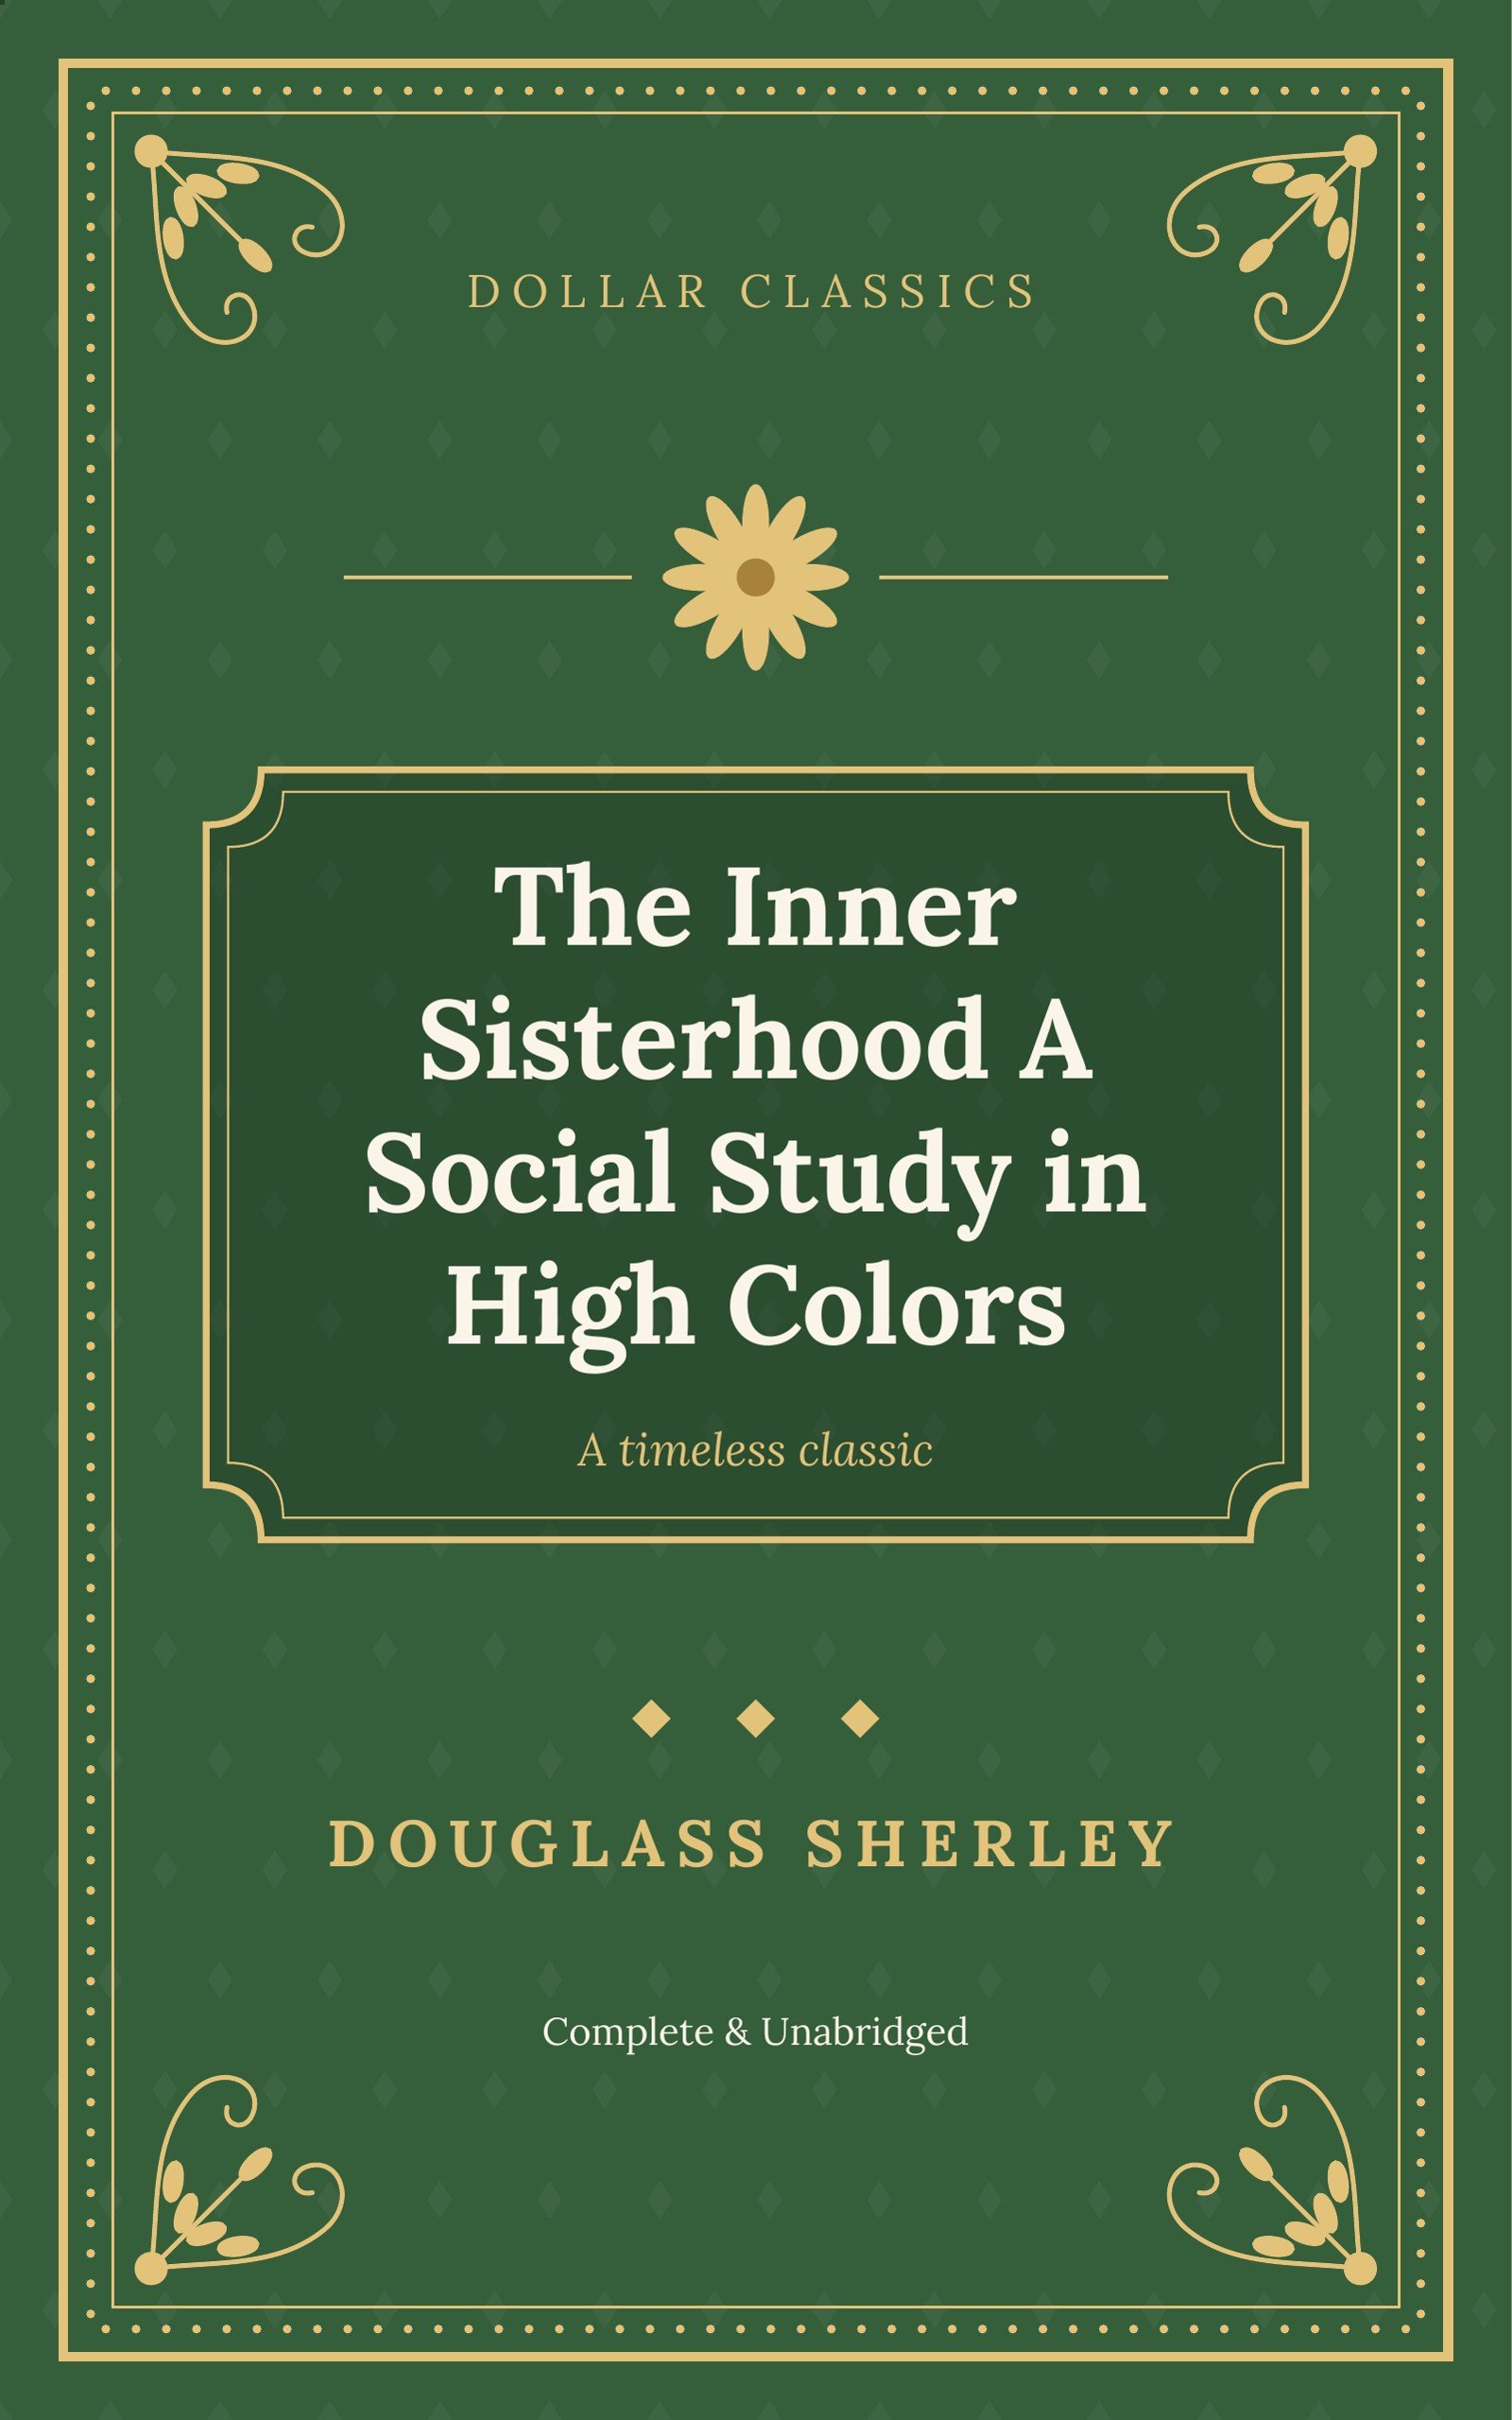 DOLLAR CLASSICS
The Inner
Sisterhood A
Social Study in
High Colors
A timeless classic
DOUGLASS SHERLEY
Complete & Unabridged